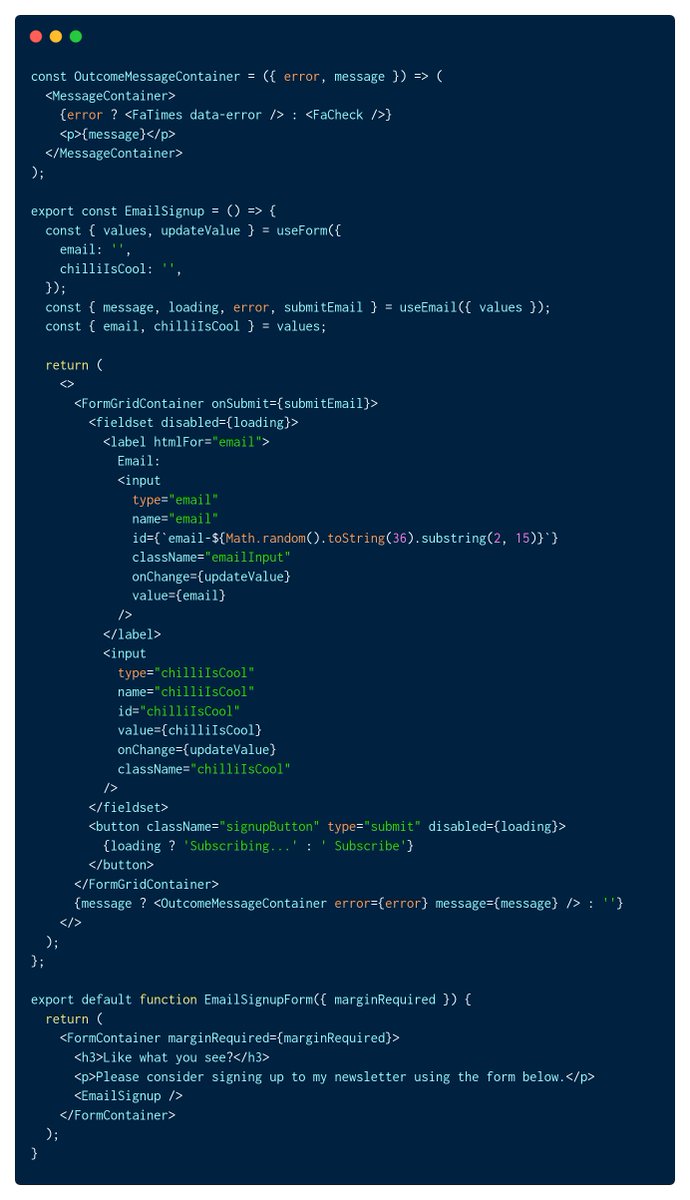 const OutcomeMessageContainer = ({ error, message }) => (
  <MessageContainer>
    {error ? <FaTimes data-error /> : <FaCheck />}
    <p>{message}</p>
  </MessageContainer>
);

export const EmailSignup = () => {
  const { values, updateValue } = useForm({
    email: '',
    chilliIsCool: '',
  });
  const { message, loading, error, submitEmail } = useEmail({ values });
  const { email, chilliIsCool } = values;

  return (
    <>
      <FormGridContainer onSubmit={submitEmail}>
        <fieldset disabled={loading}>
          <label htmlFor="email">
            Email:
            <input
              type="email"
              name="email"
              id={`email-${Math.random().toString(36).substring(2, 15)}`}
              className="emailInput"
              onChange={updateValue}
              value={email}
            />
          </label>
          <input
            type="chilliIsCool"
            name="chilliIsCool"
            id="chilliIsCool"
            value={chilliIsCool}
            onChange={updateValue}
            className="chilliIsCool"
          />
        </fieldset>
        <button className="signupButton" type="submit" disabled={loading}>
          {loading ? 'Subscribing...' : ' Subscribe'}
        </button>
      </FormGridContainer>
      {message ? <OutcomeMessageContainer error={error} message={message} /> : ''}
    </>
  );
};

export default function EmailSignupForm({ marginRequired }) {
  return (
    <FormContainer marginRequired={marginRequired}>
      <h3>Like what you see?</h3>
      <p>Please consider signing up to my newsletter using the form below.</p>
      <EmailSignup />
    </FormContainer>
  );
}